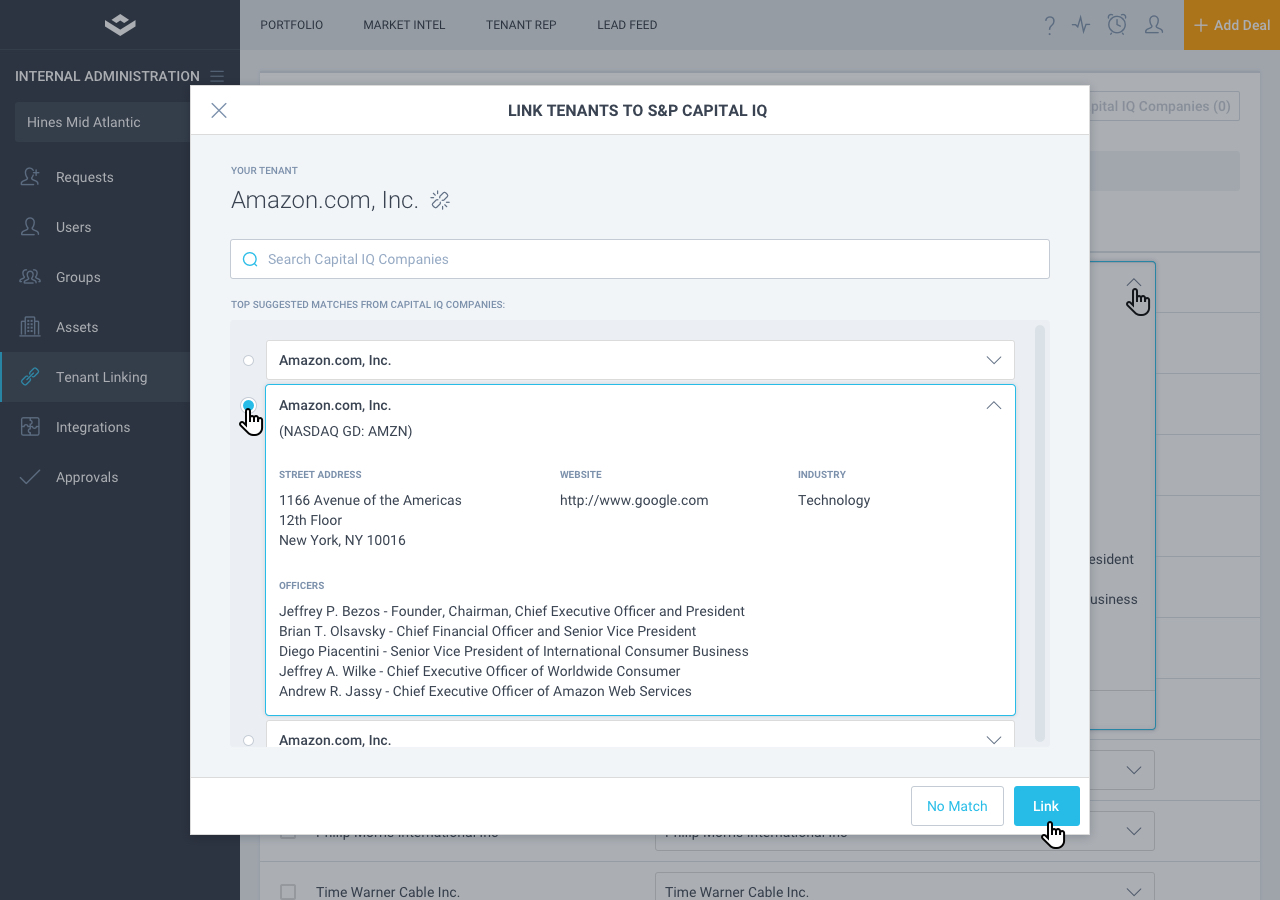 PORTFOLIO MARKET INTEL TENANT REP LEAD FEED
Add Deal
INTERNAL ADMINISTRATION
Hines Mid Atlantic
Requests
Users
Groups
Assets
Tenant Linking
Integrations
Approvals
IQ Companies (0)
LINK TENANTS TO S&P CAPITAL IQ
YOUR TENANT
Amazon.com, Inc.
Search Capital IQ Companies
TOP SUGGESTED MATCHES FROM CAPITAL IQ COMPANIES:
Amazon.com, Inc.
Amazon.com, Inc.
(NASDAQ GD: AMZN)
STREET ADDRESS WEBSITE INDUSTRY
1166 Avenue of the Americas http://www.google.com Technology
12th Floor
New York, NY 10016
OFFICERS
Jeffrey P. Bezos - Founder, Chairman, Chief Executive Officer and President
Brian T. Olsavsky - Chief Financial Officer and Senior Vice President
Diego Piacentini - Senior Vice President of International Consumer Business
Jeffrey A. Wilke - Chief Executive Officer of Worldwide Consumer
Andrew R. Jassy - Chief Executive Officer of Amazon Web Services
Amazon.com, Inc.
No Match Link
Time Warner Cable Inc. Time Warner Cable Inc.